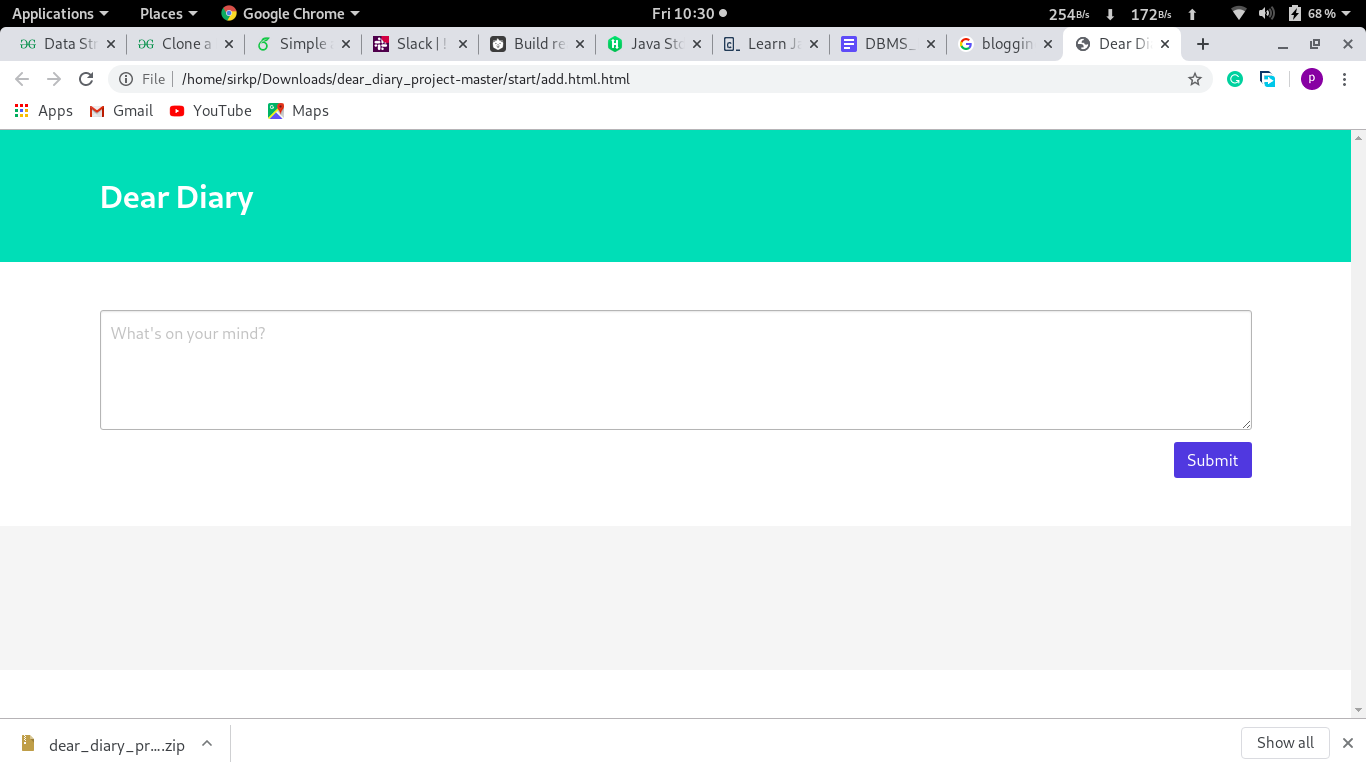 Applications Places Google Chrome Fri 10:30 254B/s 172B/s 68 %
Data Str Clone a Simple Slack | Build re Java Sto Learn Ja DBMS_ bloggin Dear Di
File /home/sirkp/Downloads/dear_diary_project-master/start/add.html.html P
Apps Gmail YouTube Maps
Dear Diary
What's on your mind?
Submit
dear_diary_pr....zip Show all